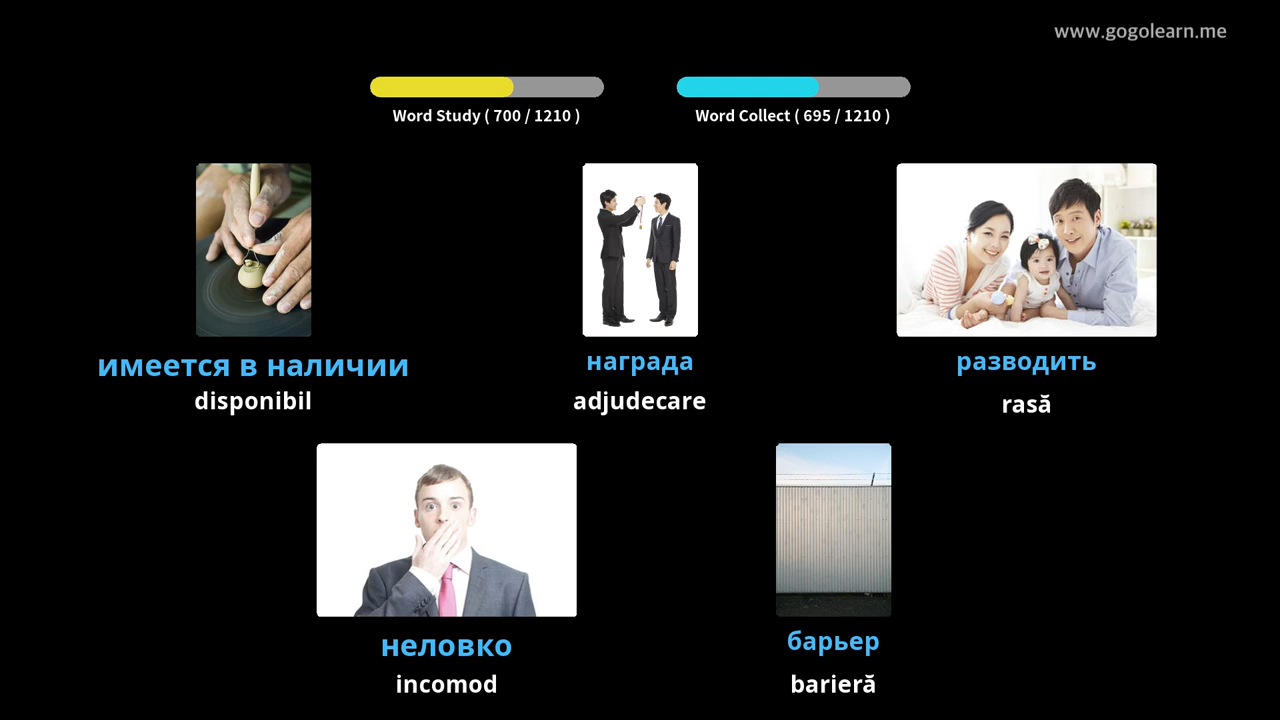 www.gogolearn.me
Word Study ( 700 / 1210 )
Word Collect ( 695 / 1210 )
имеется в наличии
disponibil
награда
adjudecare
разводить
rasă
неловко
incomod
барьер
barieră